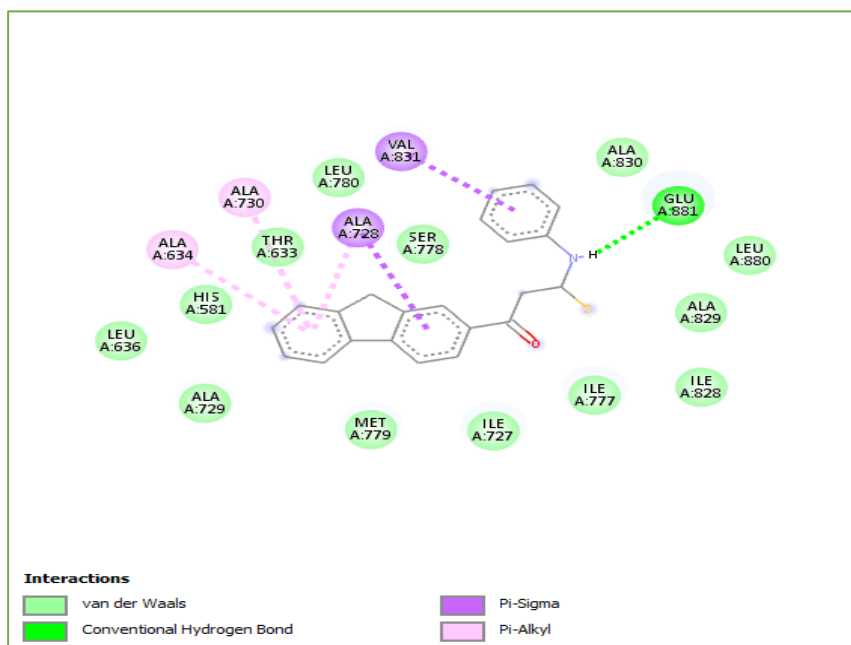 VAL
A:831
ALA
A:830
LEU
A:780
ALA
A:730
GLU
A:881
ALA
A:728
THR
A:633
SER
A:778
ALA
A:634
LEU
A:880
N
H
HIS
A:581
ALA
A:829
S
LEU
A:636
O
ILE
A:777
ILE
A:828
ALA
A:729
MET
A:779
ILE
A:727
Interactions
van der Waals
Conventional Hydrogen Bond
Pi-Sigma
Pi-Alkyl